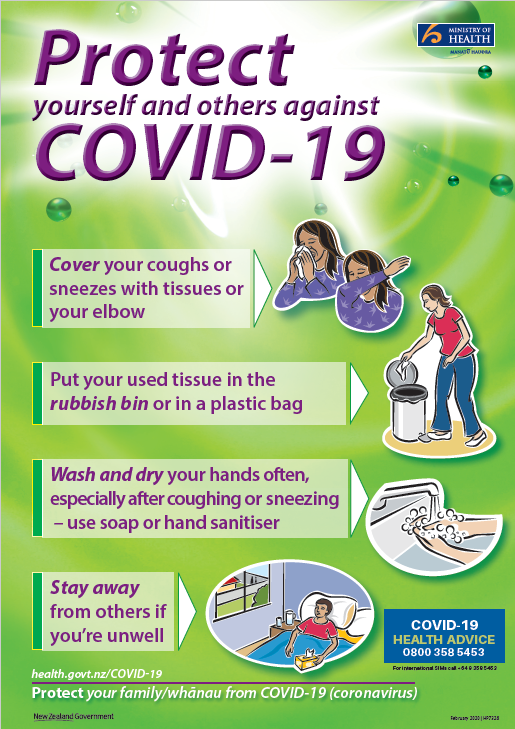 MINISTRY OF
HEALTH
MANATŪ HAUORA
Protect
yourself and others against
COVID-19
Cover your coughs or
sneezes with tissues or
your elbow
Put your used tissue in the
rubbish bin or in a plastic bag
Wash and dry your hands often,
especially after coughing or sneezing
– use soap or hand sanitiser
Stay away
from others if
you're unwell
COVID-19
HEALTH ADVICE
0800 358 5453
For international SIMs call +64 9 358 5453
health.govt.nz/COVID-19
Protect your family/whānau from COVID-19 (coronavirus)
New Zealand Government
February 2020 | HP7328